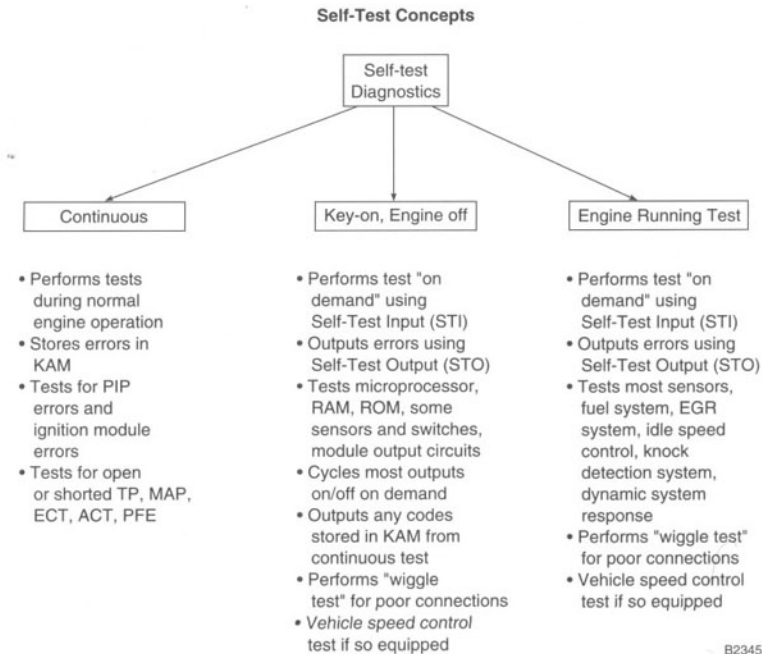 Self-Test Concepts
Self-test
Diagnostics
Continuous
• Performs tests
during normal
engine operation
• Stores errors in
KAM
• Tests for PIP
errors and
ignition module
errors
• Tests for open
or shorted TP, MAP,
ECT, ACT, PFE
Key-on, Engine off
• Performs test "on
demand" using
Self-Test Input (STI)
• Outputs errors using
Self-Test Output (STO)
• Tests microprocessor,
RAM, ROM, some
sensors and switches,
module output circuits
• Cycles most outputs
on/off on demand
• Outputs any codes
stored in KAM from
continuous test
• Performs "wiggle
test" for poor connections
• Vehicle speed control
test if so equipped
Engine Running Test
• Performs test "on
demand" using
Self-Test Input (STI)
• Outputs errors using
Self-Test Output (STO)
• Tests most sensors,
fuel system, EGR
system, idle speed
control, knock
detection system,
dynamic system
response
• Performs "wiggle test"
for poor connections
• Vehicle speed control
test if so equipped
B2345